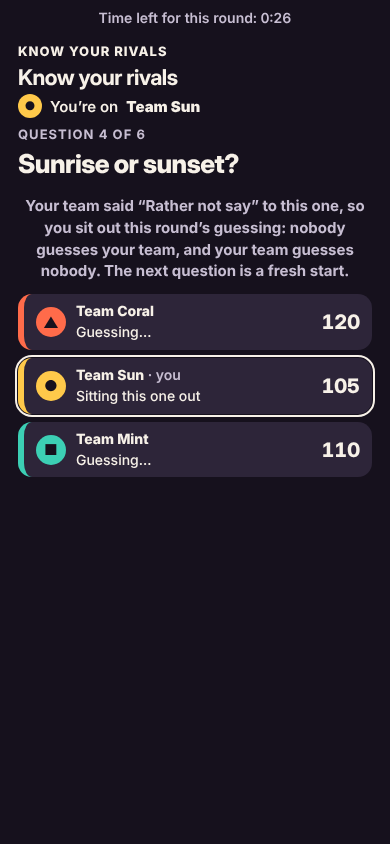 Time left for this round: 0:26
KNOW YOUR RIVALS
Know your rivals
You're on Team Sun
QUESTION 4 OF 6
Sunrise or sunset?
Your team said “Rather not say” to this one, so
you sit out this round's guessing: nobody
guesses your team, and your team guesses
nobody. The next question is a fresh start.
Team Coral
Guessing...
120
Team Sun · you
Sitting this one out
105
Team Mint
Guessing...
110